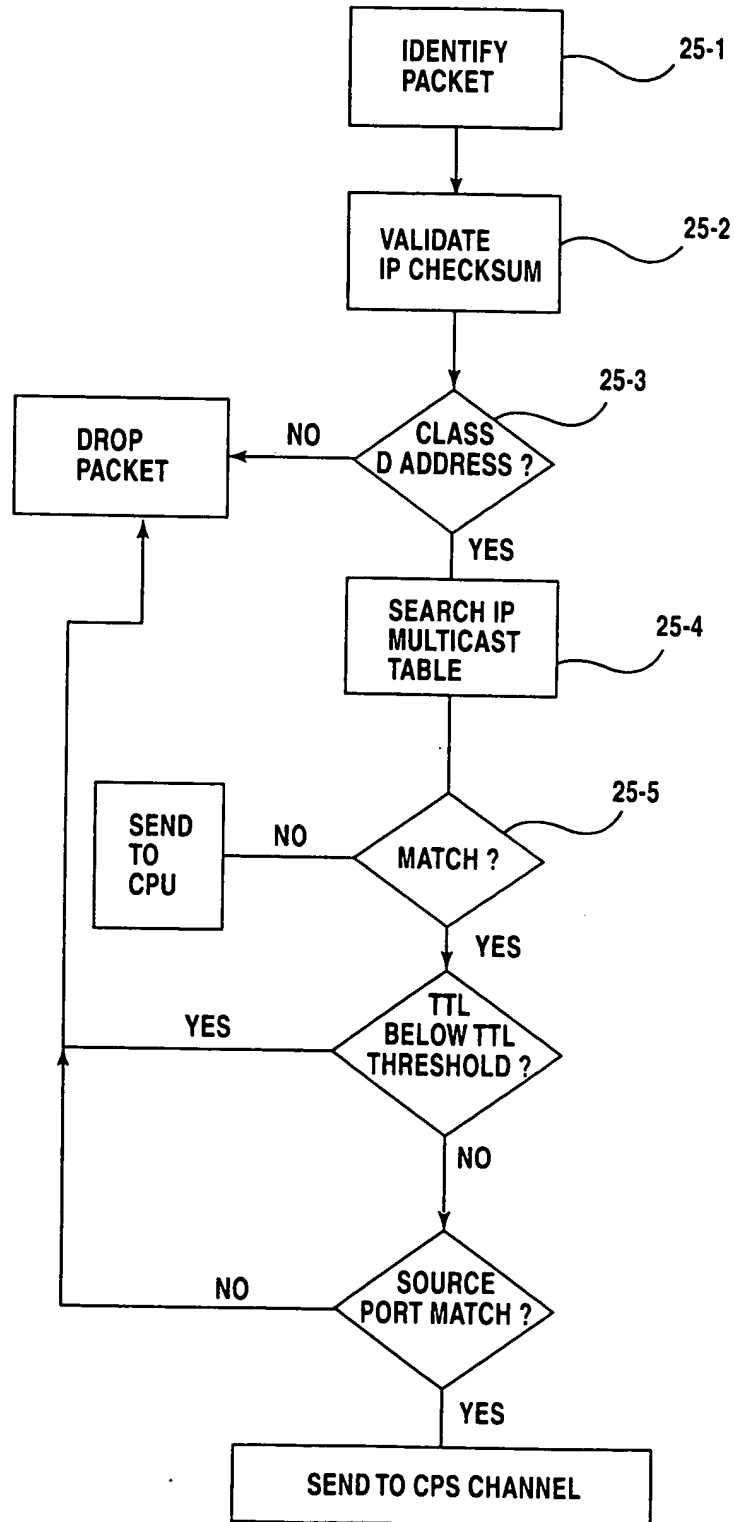 IDENTIFY
PACKET
25-1
VALIDATE
IP CHECKSUM
25-2
25-3
CLASS
D ADDRESS ?
NO
DROP
PACKET
YES
SEARCH IP
MULTICAST
TABLE
25-4
25-5
MATCH ?
NO
SEND
TO
CPU
YES
TTL
BELOW TTL
THRESHOLD ?
YES
NO
SOURCE
PORT MATCH ?
NO
YES
SEND TO CPS CHANNEL